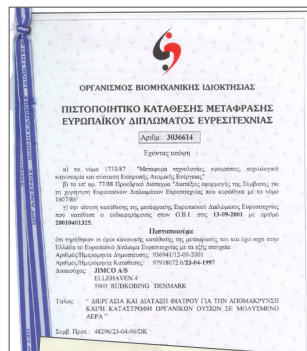 ΟΡΓΑΝΙΣΜΟΣ ΒΙΟΜΗΧΑΝΙΚΗΣ ΙΔΙΟΚΤΗΣΙΑΣ
ΠΙΣΤΟΠΟΙΗΤΙΚΟ ΚΑΤΑΘΕΣΗΣ ΜΕΤΑΦΡΑΣΗΣ
ΕΥΡΩΠΑΪΚΟΥ ΔΙΠΛΩΜΑΤΟΣ ΕΥΡΕΣΙΤΕΧΝΙΑΣ
Αριθμ. 3036614
Έχοντας υπόψη :
α) το νόμο 1733/87 "Μεταφορά τεχνολογίας, εφευρέσεις, τεχνολογική
καινοτομία και σύσταση Επιτροπής Ατομικής Ενέργειας"
β) το υπ' αρ. 77/88 Προεδρικό Διάταγμα "Διατάξεις εφαρμογής της Σύμβασης για
τη χορήγηση Ευρωπαϊκών Διπλωμάτων Ευρεσιτεχνίας που κυρώθηκε με το νόμο
1607/86"
γ) την αίτηση κατάθεσης της μετάφρασης Ευρωπαϊκού Διπλώματος Ευρεσιτεχνίας
που κατάθεσε ο ενδιαφερόμενος στον Ο.Β.Ι. στις 13-09-2001 με αριθμό
20010401325.
Πιστοποιούμε
ότι τηρήθηκαν οι όροι κανονικής κατάθεσης της μετάφρασης που και έχει ισχύ στην
Ελλάδα το Ευρωπαϊκό Δίπλωμα Ευρεσιτεχνίας με τα εξής στοιχεία:
Αριθμός/Ημερομηνία Δημοσίευσης: 936941/12-09-2001
Αριθμός/Ημερομηνία Κατάθεσης: 97918072.6/23-04-1997
Δικαιούχος: JIMCO A/S
ELLEHAVEN 4
5900 RUDKOBING DENMARK
Τίτλος: " ΔΙΕΡΓΑΣΙΑ ΚΑΙ ΔΙΑΤΑΞΗ ΦΙΛΤΡΟΥ ΓΙΑ ΤΗΝ ΑΠΟΜΑΚΡΥΝΣΗ
ΚΑΙ/Ή ΚΑΤΑΣΤΡΟΦΗ ΟΡΓΑΝΙΚΩΝ ΟΥΣΙΩΝ ΣΕ ΜΟΛΥΣΜΕΝΟ
ΑΕΡΑ "
Συμβ. Προτ.: 48296/23-04-96/DK